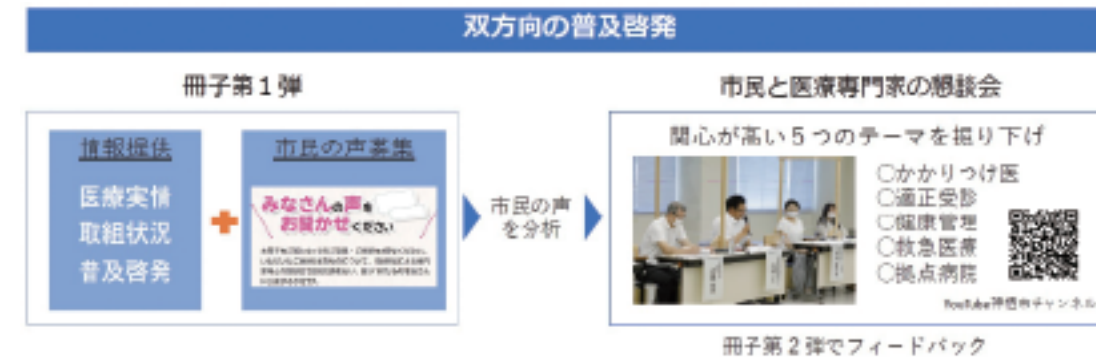 双方向の普及啓発
冊子第1弾
情報提供
医療実情
取組状況
普及啓発
市民の声募集
みなさんの声を
お聞かせください
市民の声
を分析
市民と医療専門家の懇談会
関心が高い5つのテーマを掘り下げ
○かかりつけ医
○適正受診
○健康管理
○救急医療
○拠点病院
YouTube神栖市チャンネル
冊子第2弾でフィードバック